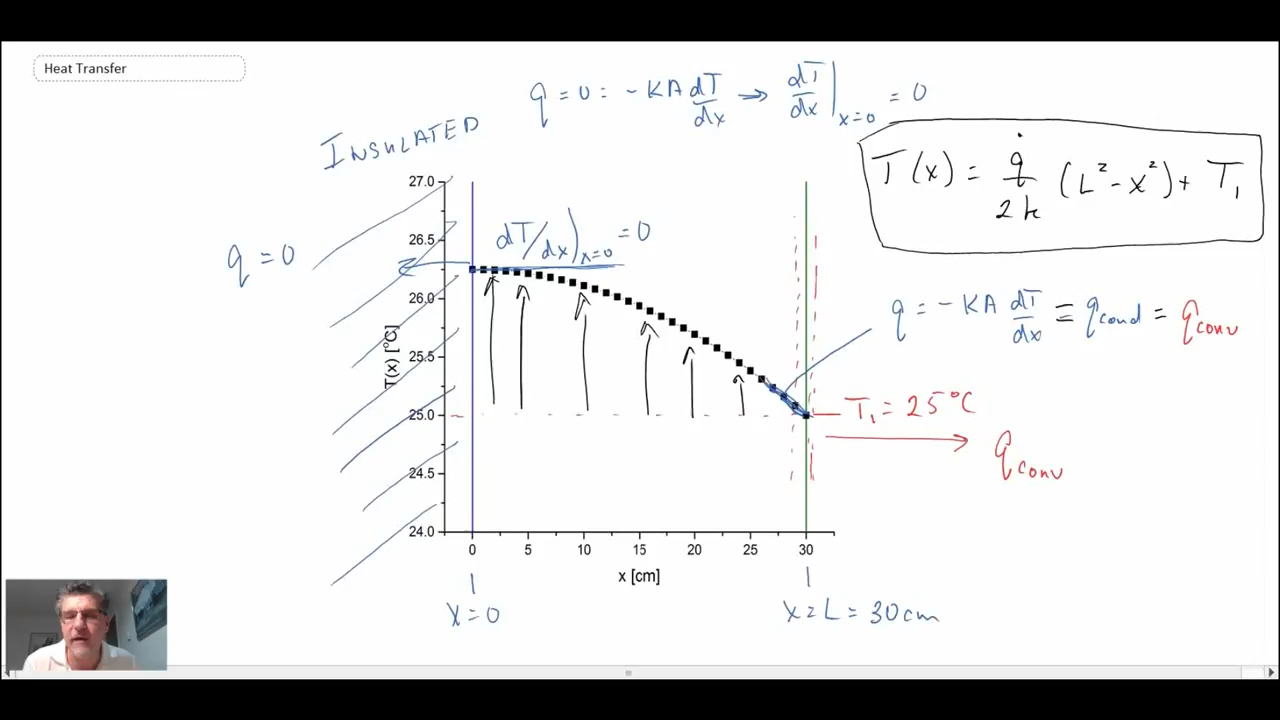 Heat Transfer
q = 0 = -KA dT/dx → dT/dx | x=0 = 0
INSULATED
T(x) = q̇/2k (L² - x²) + T₁
q = 0
dT/dx ) x=0 = 0
q = -KA dT/dx = qcond = qconv
T₁ = 25°C
qconv
T(x) [°C]
27.0
26.5
26.0
25.5
25.0
24.5
24.0
0 5 10 15 20 25 30
x [cm]
x = 0
x = L = 30cm